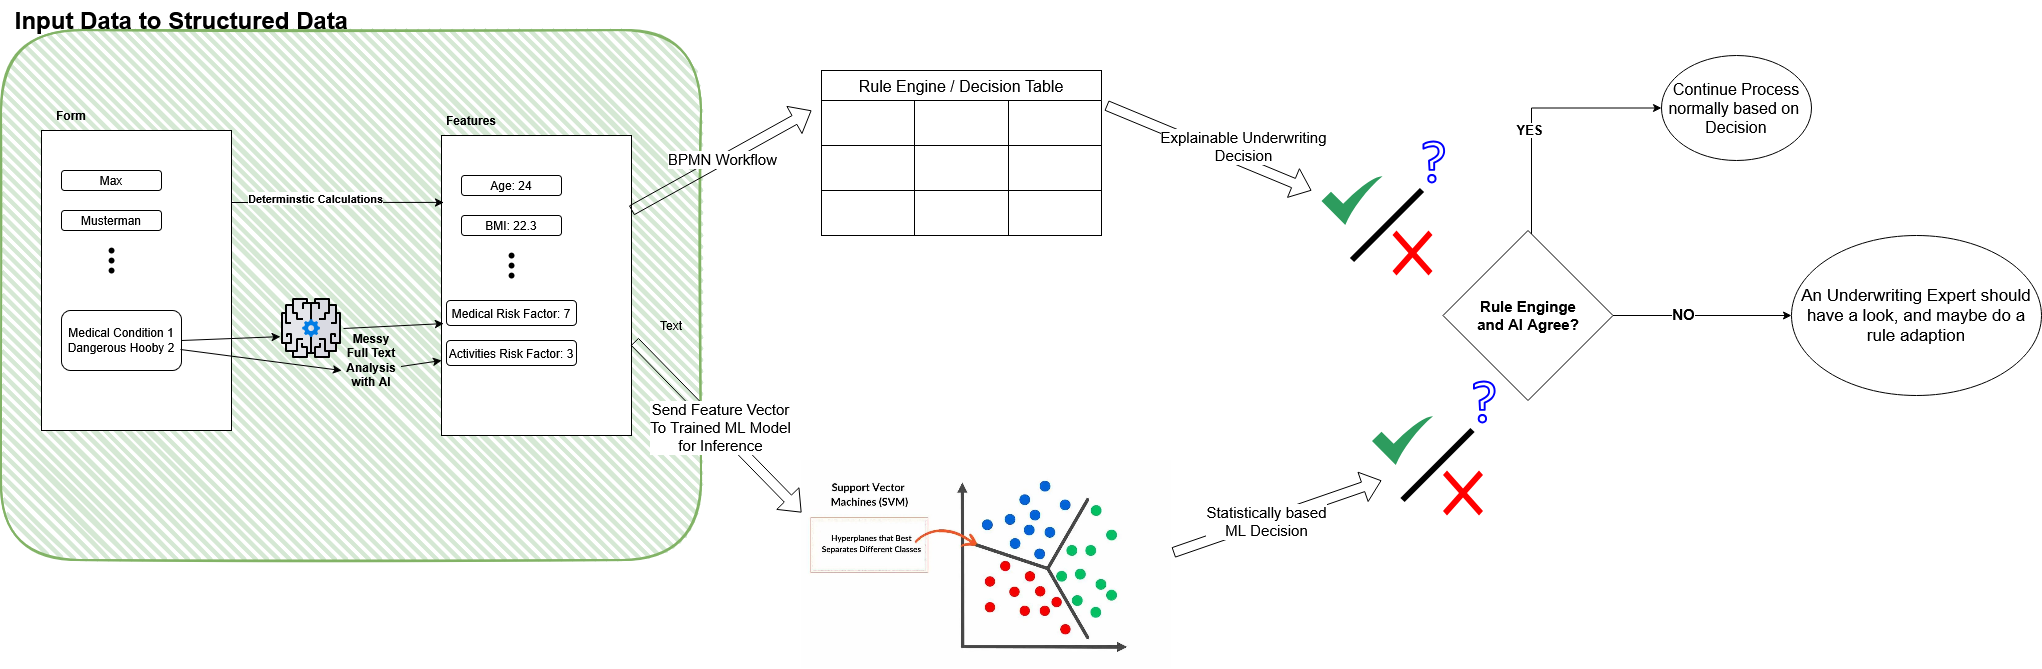 Input Data to Structured Data
Form
Max
Musterman
Medical Condition 1
Dangerous Hooby 2
Determinstic Calculations
Messy
Full Text
Analysis
with AI
Features
Age: 24
BMI: 22.3
Medical Risk Factor: 7
Activities Risk Factor: 3
Text
BPMN Workflow
Rule Engine / Decision Table
Explainable Underwriting
Decision
?
Send Feature Vector
To Trained ML Model
for Inference
Support Vector
Machines (SVM)
Hyperplanes that Best
Separates Different Classes
Statistically based
ML Decision
?
Rule Enginge
and AI Agree?
YES
Continue Process
normally based on
Decision
NO
An Underwriting Expert should
have a look, and maybe do a
rule adaption